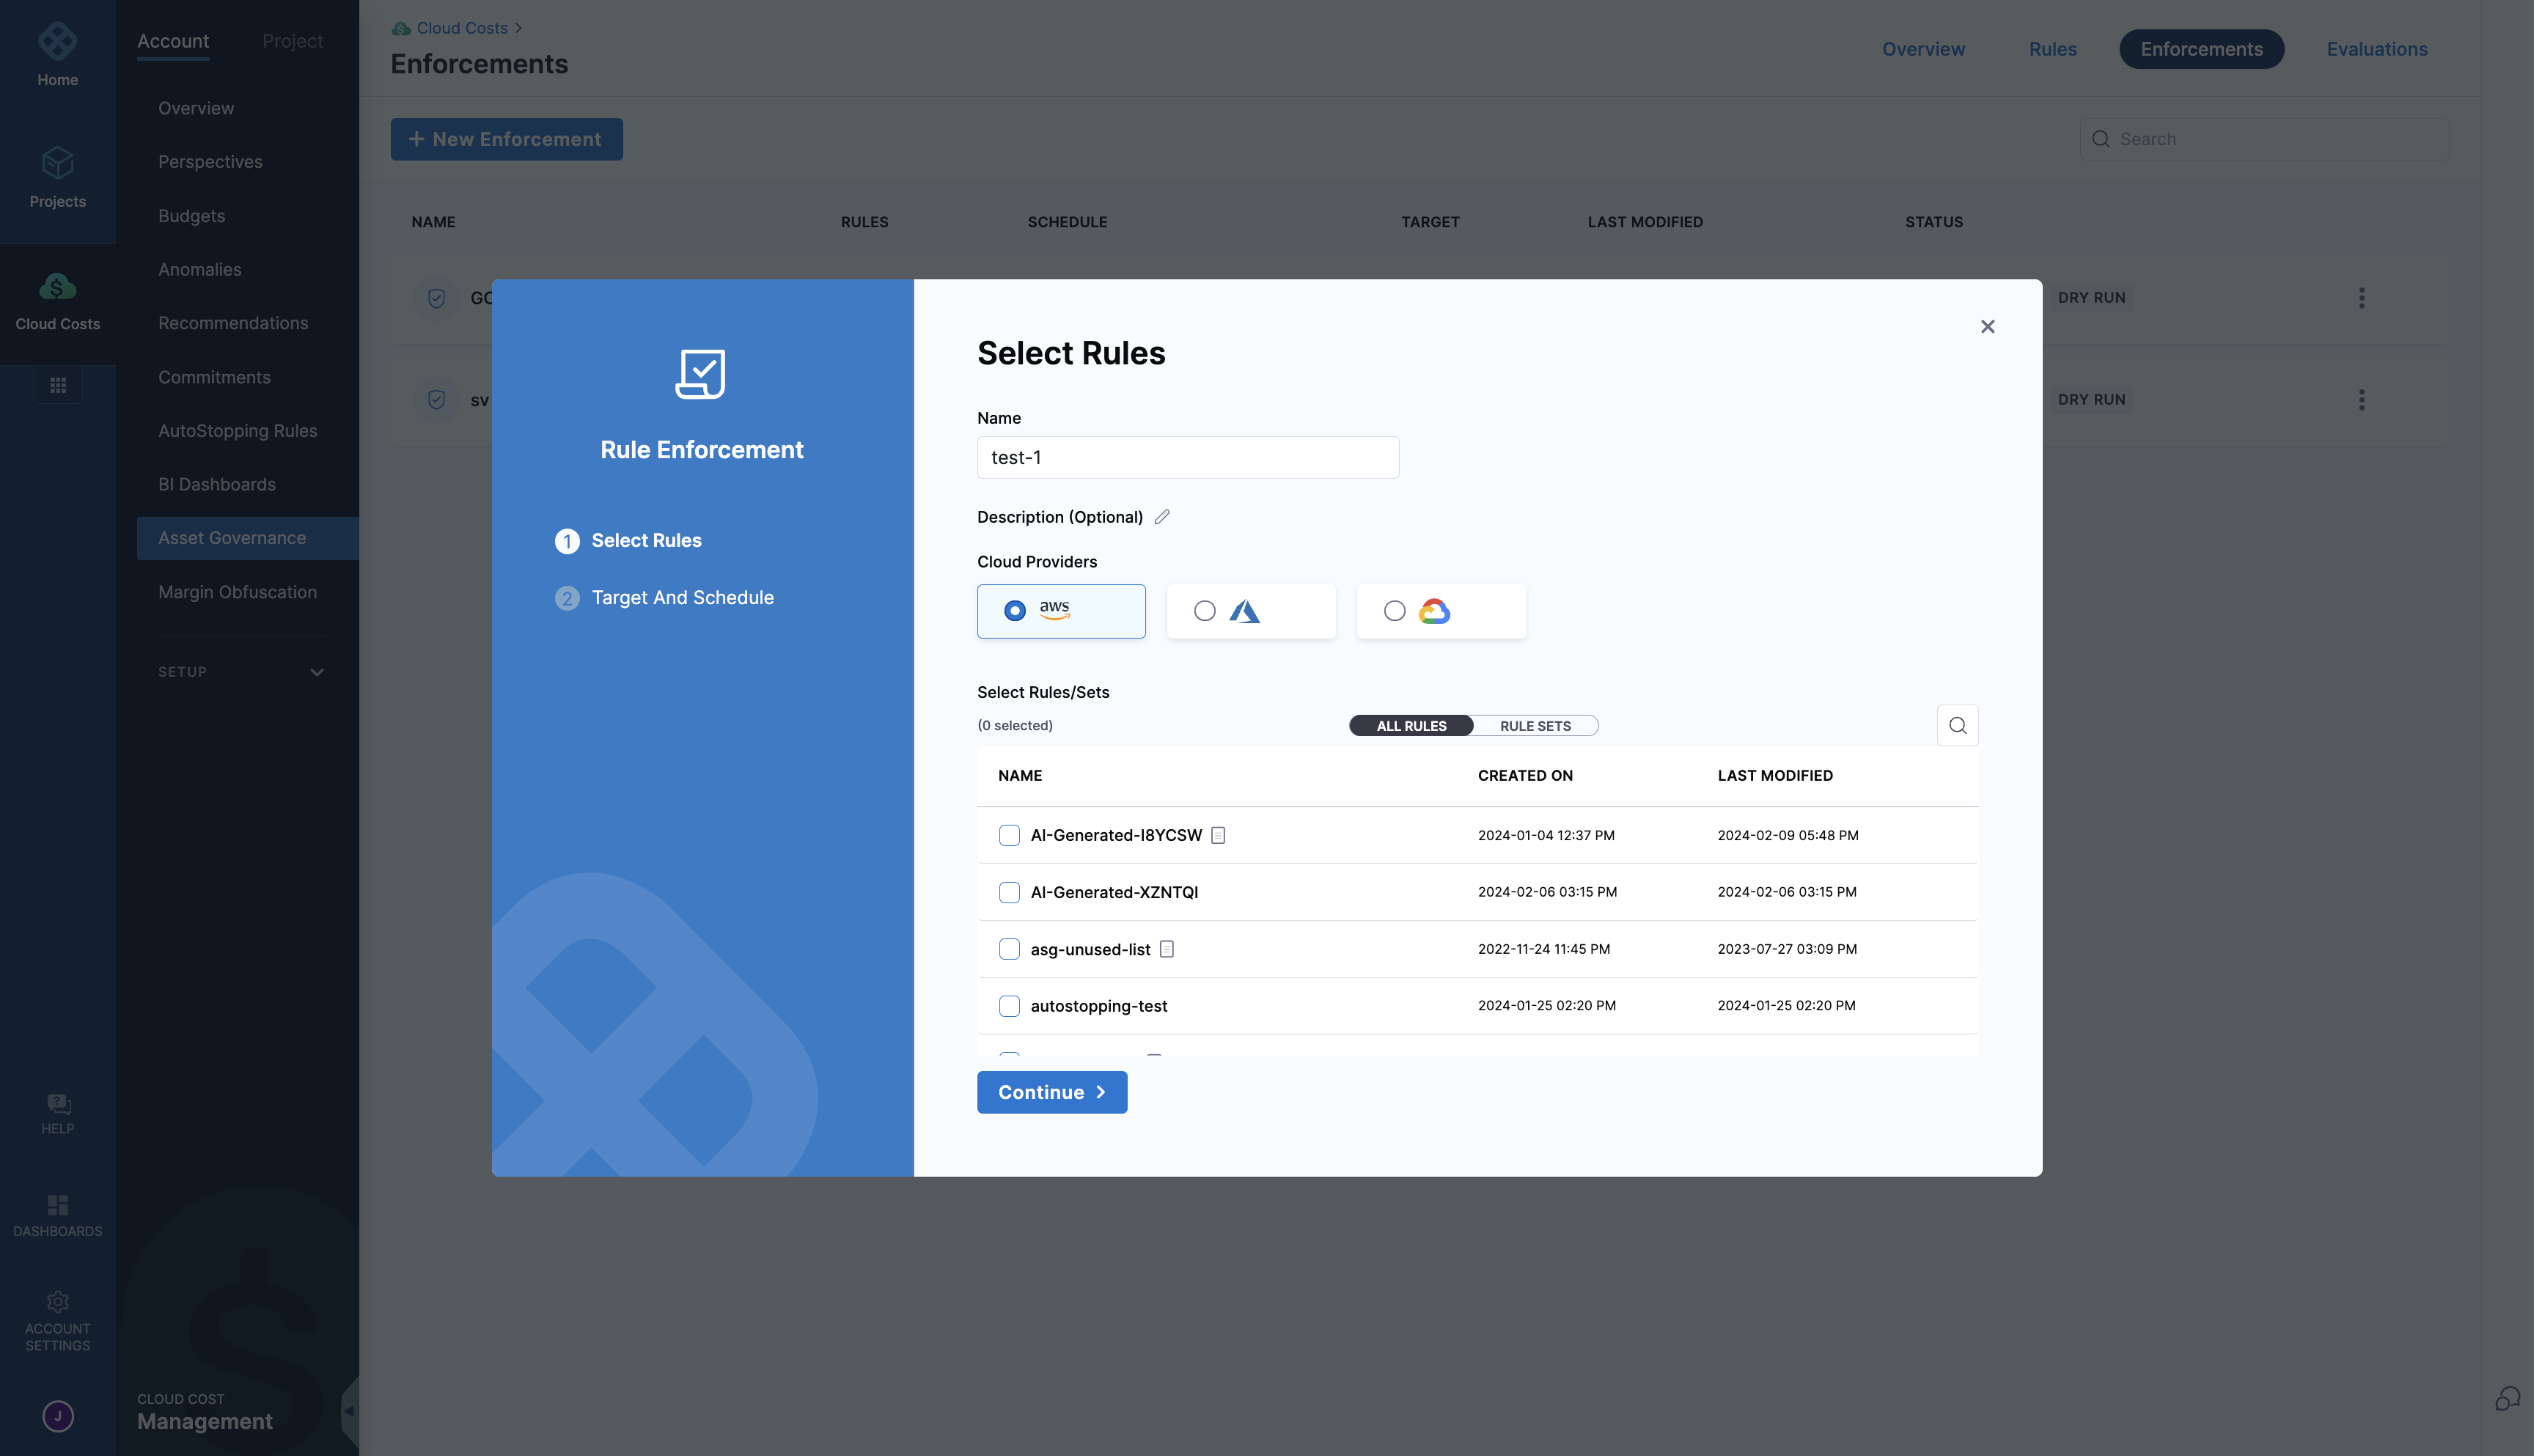 Home
Projects
Cloud Costs
HELP
DASHBOARDS
ACCOUNT
SETTINGS
J
Account Project
Overview
Perspectives
Budgets
Anomalies
Recommendations
Commitments
AutoStopping Rules
BI Dashboards
Asset Governance
Margin Obfuscation
SETUP
CLOUD COST
Management
Cloud Costs
Enforcements
Overview Rules Enforcements Evaluations
+ New Enforcement
Search
NAME RULES SCHEDULE TARGET LAST MODIFIED STATUS
DRY RUN
sv DRY RUN
Rule Enforcement
1 Select Rules
2 Target And Schedule
Select Rules
Name
test-1
Description (Optional)
Cloud Providers
aws
Select Rules/Sets
(0 selected) ALL RULES RULE SETS
NAME CREATED ON LAST MODIFIED
AI-Generated-I8YCSW 2024-01-04 12:37 PM 2024-02-09 05:48 PM
AI-Generated-XZNTQI 2024-02-06 03:15 PM 2024-02-06 03:15 PM
asg-unused-list 2022-11-24 11:45 PM 2023-07-27 03:09 PM
autostopping-test 2024-01-25 02:20 PM 2024-01-25 02:20 PM
Continue